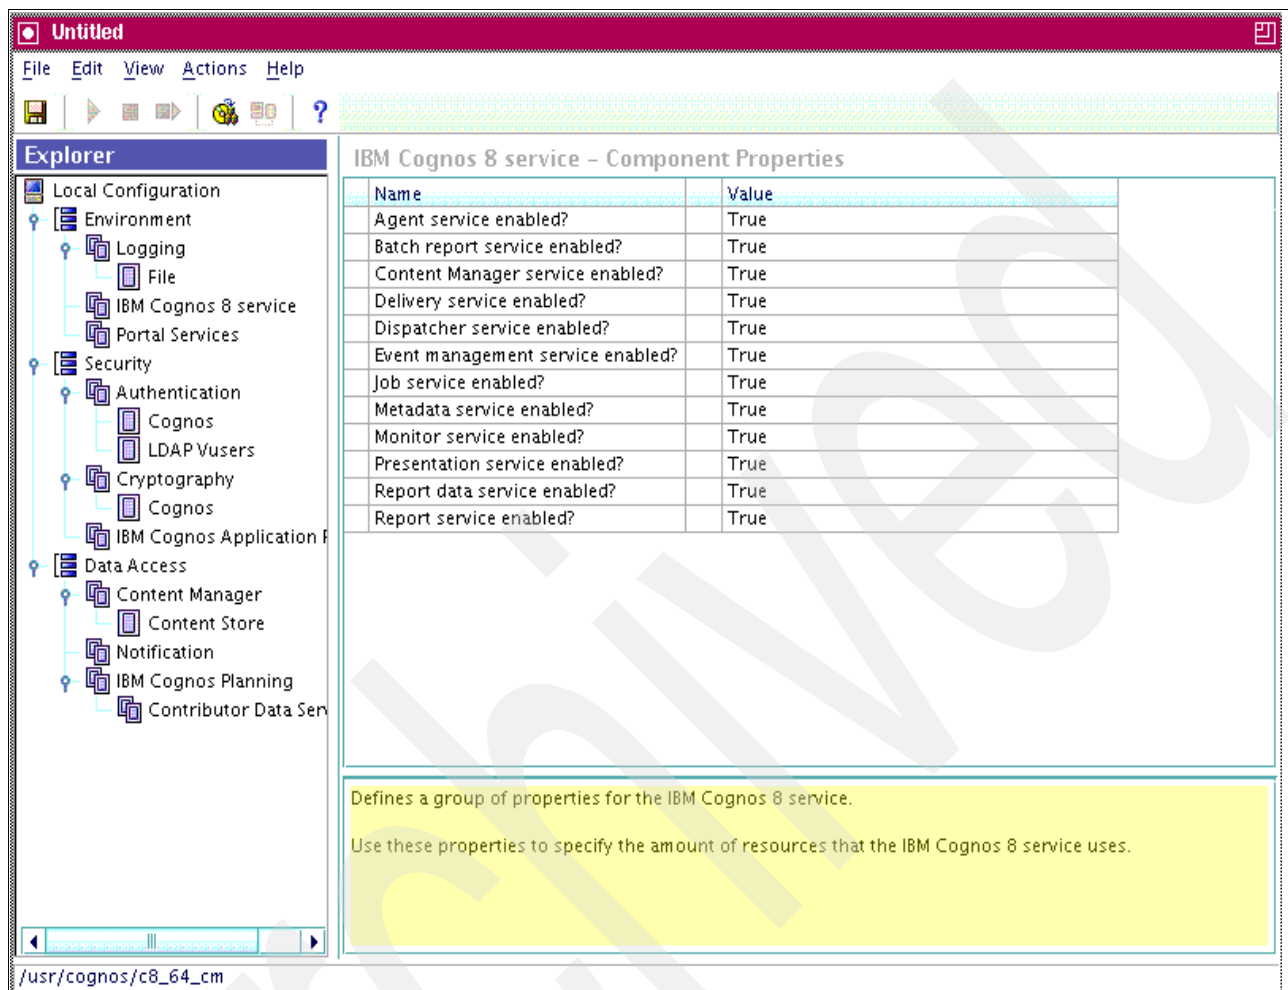 Untitled
File Edit View Actions Help
?
Explorer
Local Configuration
Environment
Logging
File
IBM Cognos 8 service
Portal Services
Security
Authentication
Cognos
LDAP Vusers
Cryptography
Cognos
IBM Cognos Application F
Data Access
Content Manager
Content Store
Notification
IBM Cognos Planning
Contributor Data Serv
IBM Cognos 8 service – Component Properties
Name Value
Agent service enabled? True
Batch report service enabled? True
Content Manager service enabled? True
Delivery service enabled? True
Dispatcher service enabled? True
Event management service enabled? True
Job service enabled? True
Metadata service enabled? True
Monitor service enabled? True
Presentation service enabled? True
Report data service enabled? True
Report service enabled? True
Defines a group of properties for the IBM Cognos 8 service.
Use these properties to specify the amount of resources that the IBM Cognos 8 service uses.
/usr/cognos/c8_64_cm
chived